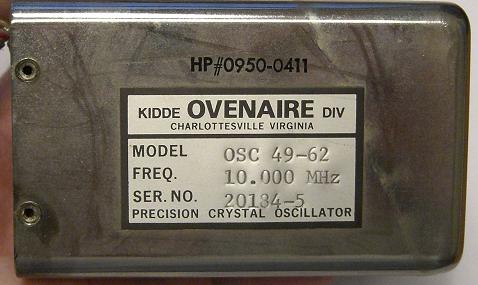 HP#0950-0411
KIDDE OVENAIRE DIV
CHARLOTTESVILLE VIRGINIA
MODEL OSC 49-62
FREQ. 10.000 MHz
SER. NO. 20184-5
PRECISION CRYSTAL OSCILLATOR